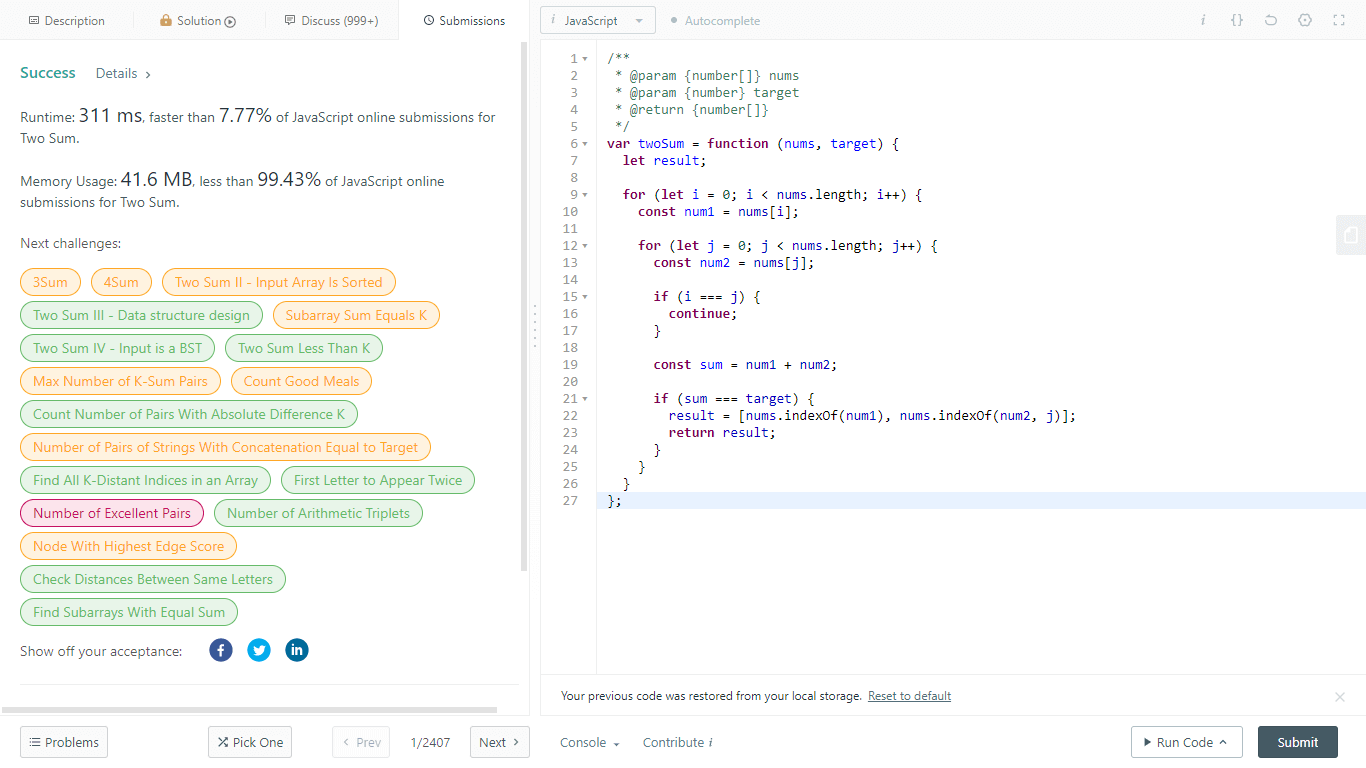 Description
Solution
Discuss (999+)
Submissions
Success
Details
Runtime: 311 ms, faster than 7.77% of JavaScript online submissions for
Two Sum.
Memory Usage: 41.6 MB, less than 99.43% of JavaScript online
submissions for Two Sum.
Next challenges:
3Sum
4Sum
Two Sum II - Input Array Is Sorted
Two Sum III - Data structure design
Subarray Sum Equals K
Two Sum IV - Input is a BST
Two Sum Less Than K
Max Number of K-Sum Pairs
Count Good Meals
Count Number of Pairs With Absolute Difference K
Number of Pairs of Strings With Concatenation Equal to Target
Find All K-Distant Indices in an Array
First Letter to Appear Twice
Number of Excellent Pairs
Number of Arithmetic Triplets
Node With Highest Edge Score
Check Distances Between Same Letters
Find Subarrays With Equal Sum
Show off your acceptance:
f
in
Problems
Pick One
< Prev
1/2407
Next >
i JavaScript
Autocomplete
i {}
1 /**
2 * @param {number[]} nums
3 * @param {number} target
4 * @return {number[]}
5 */
6 var twoSum = function (nums, target) {
7 let result;
8
9 for (let i = 0; i < nums.length; i++) {
10 const num1 = nums[i];
11
12 for (let j = 0; j < nums.length; j++) {
13 const num2 = nums[j];
14
15 if (i === j) {
16 continue;
17 }
18
19 const sum = num1 + num2;
20
21 if (sum === target) {
22 result = [nums.indexOf(num1), nums.indexOf(num2, j)];
23 return result;
24 }
25 }
26 }
27 };
Your previous code was restored from your local storage. Reset to default
Console
Contribute i
Run Code
Submit